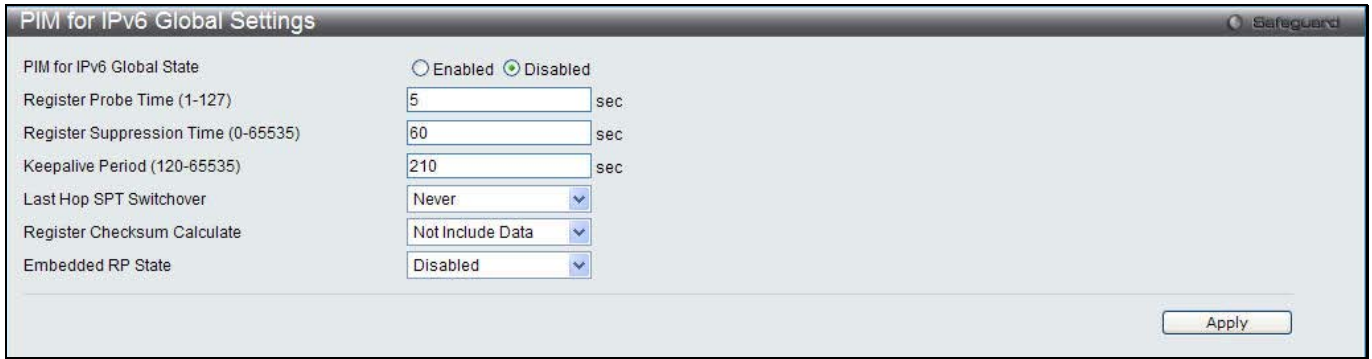 PIM for IPv6 Global Settings Safeguard
PIM for IPv6 Global State Enabled Disabled
Register Probe Time (1-127) 5 sec
Register Suppression Time (0-65535) 60 sec
Keepalive Period (120-65535) 210 sec
Last Hop SPT Switchover Never
Register Checksum Calculate Not Include Data
Embedded RP State Disabled
Apply